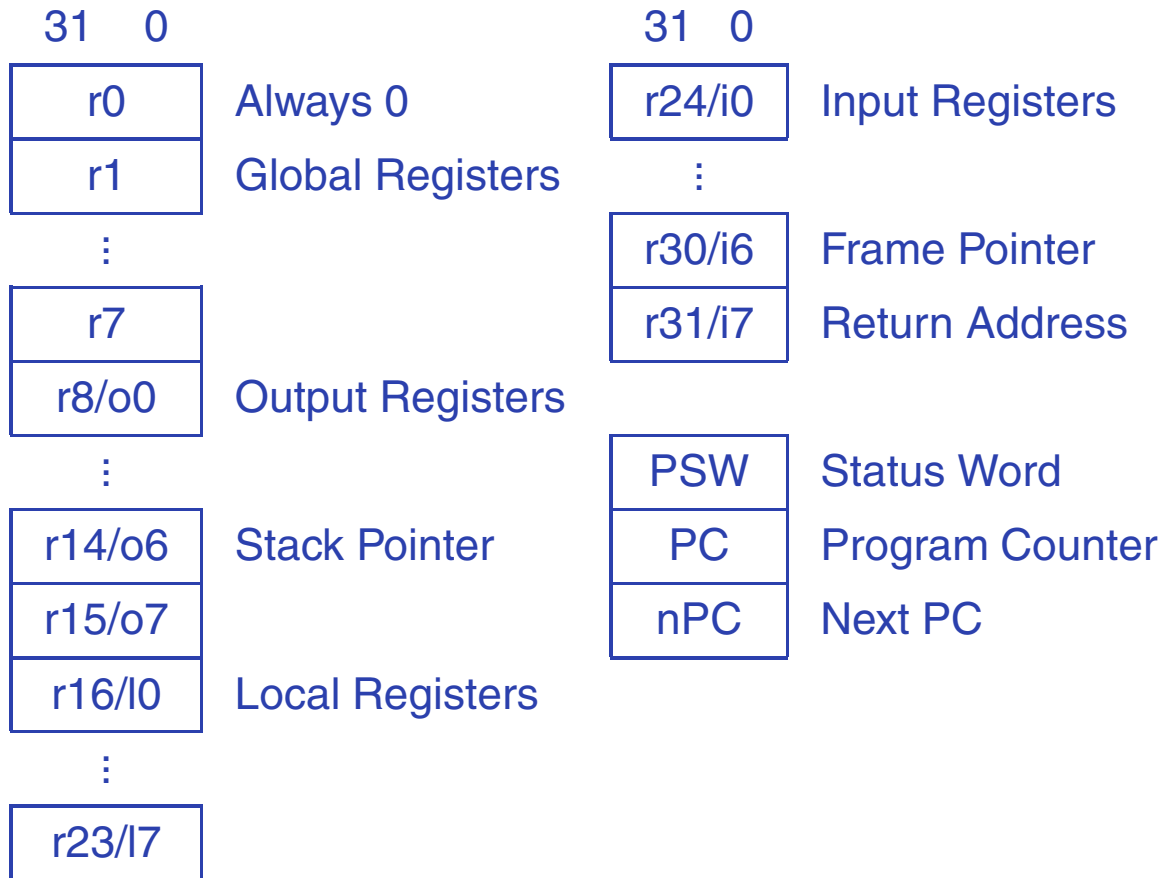 31 0
r0 Always 0
r1 Global Registers
⋮
r7
r8/o0 Output Registers
⋮
r14/o6 Stack Pointer
r15/o7
r16/l0 Local Registers
⋮
r23/l7
31 0
r24/i0 Input Registers
⋮
r30/i6 Frame Pointer
r31/i7 Return Address
PSW Status Word
PC Program Counter
nPC Next PC